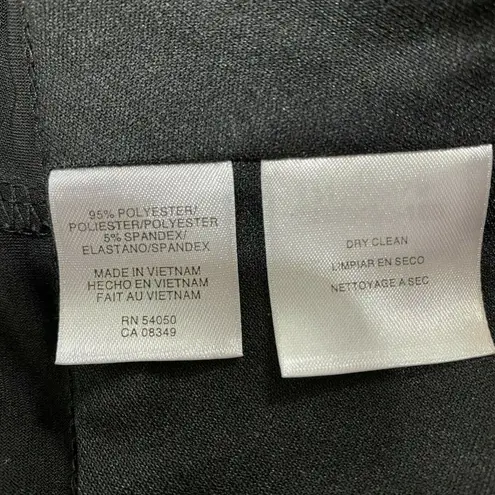 95% POLYESTER/
POLIESTER/POLYESTER
5% SPANDEX/
ELASTANO/SPANDEX
MADE IN VIETNAM
HECHO EN VIETNAM
FAIT AU VIETNAM
RN 54050
CA 08349
DRY CLEAN
LIMPIAR EN SECO
NETTOYAGE A SEC